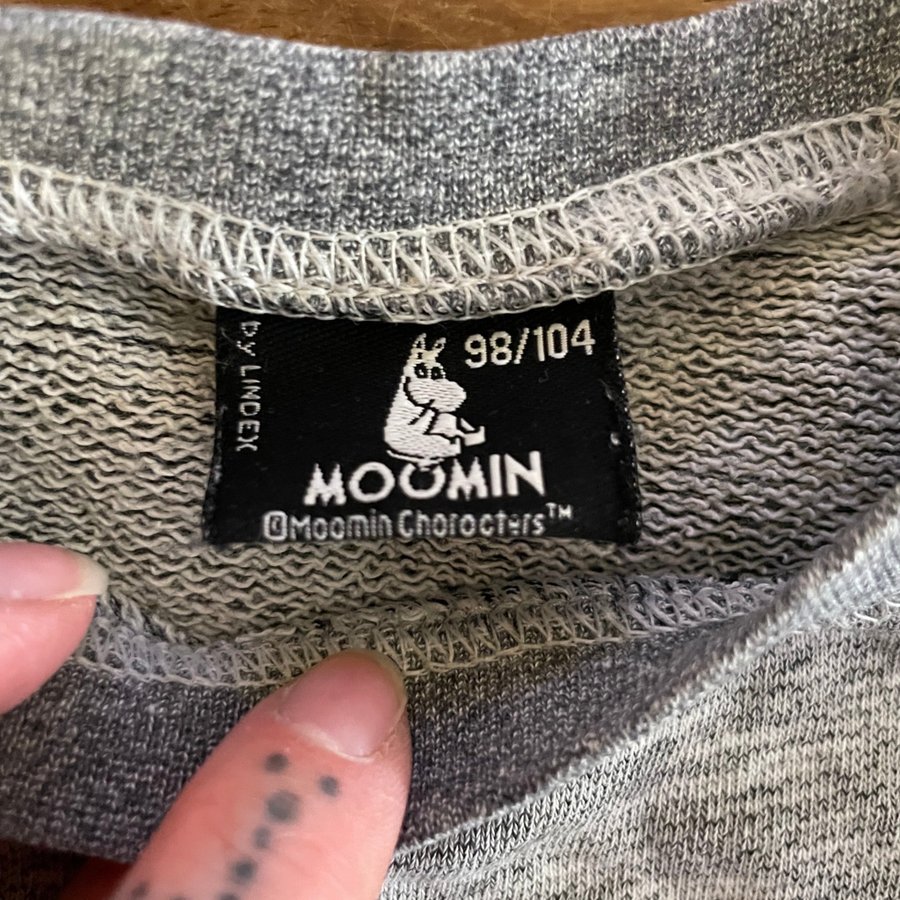 98/104
BY LINDEX
MOOMIN
©Moomin Characters™